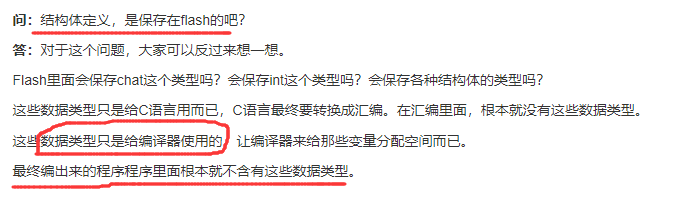 问：结构体定义，是保存在flash的吧？
答：对于这个问题，大家可以反过来想一想。
Flash里面会保存chat这个类型吗？会保存int这个类型吗？会保存各种结构体的类型吗？
这些数据类型只是给C语言用而已，C语言最终要转换成汇编。在汇编里面，根本就没有这些数据类型。
这些数据类型只是给编译器使用的，让编译器来给那些变量分配空间而已。
最终编出来的程序程序里面根本就不含有这些数据类型。